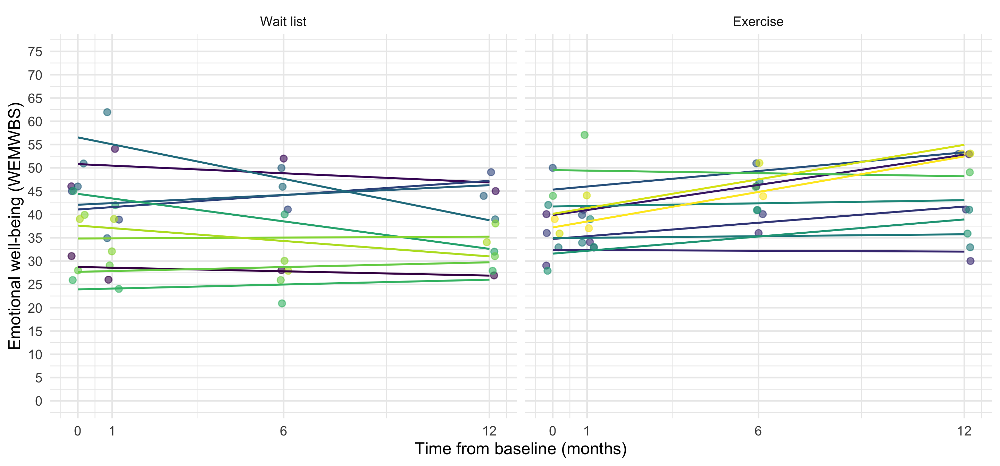 Wait list
Exercise
Emotional well-being (WEMWBS)
75
70
65
60
55
50
45
40
35
30
25
20
15
10
5
0
0 1 6 12
0 1 6 12
Time from baseline (months)